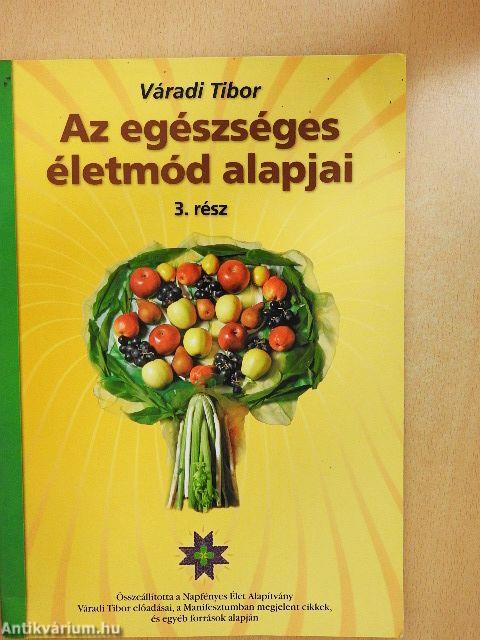 Váradi Tibor
Az egészséges
életmód alapjai
3. rész
Összeállította a Napfényes Élet Alapítvány
Váradi Tibor előadásai, a Manifesztumban megjelent cikkek,
és egyéb források alapján
Antikvárium.hu